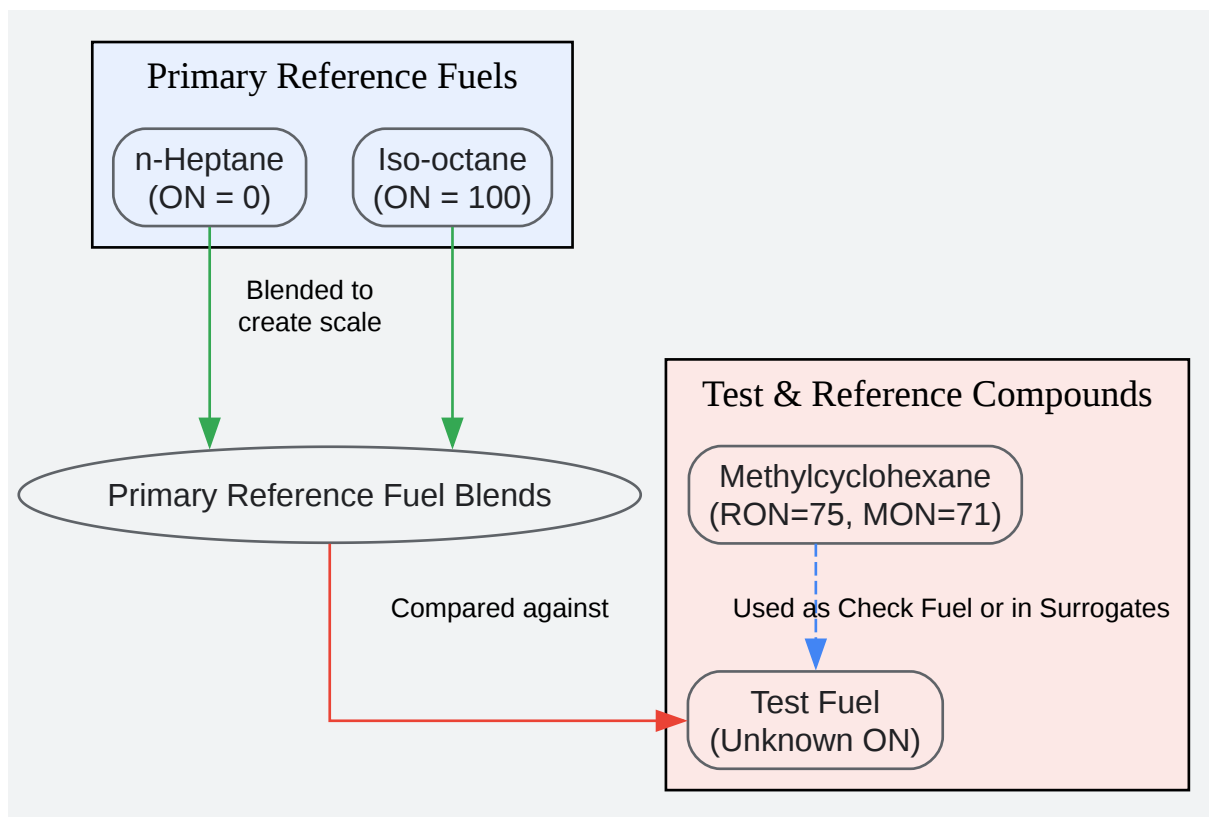 Primary Reference Fuels
n-Heptane
(ON = 0)
Iso-octane
(ON = 100)
Blended to
create scale
Primary Reference Fuel Blends
Compared against
Test & Reference Compounds
Methylcyclohexane
(RON=75, MON=71)
Used as Check Fuel or in Surrogates
Test Fuel
(Unknown ON)